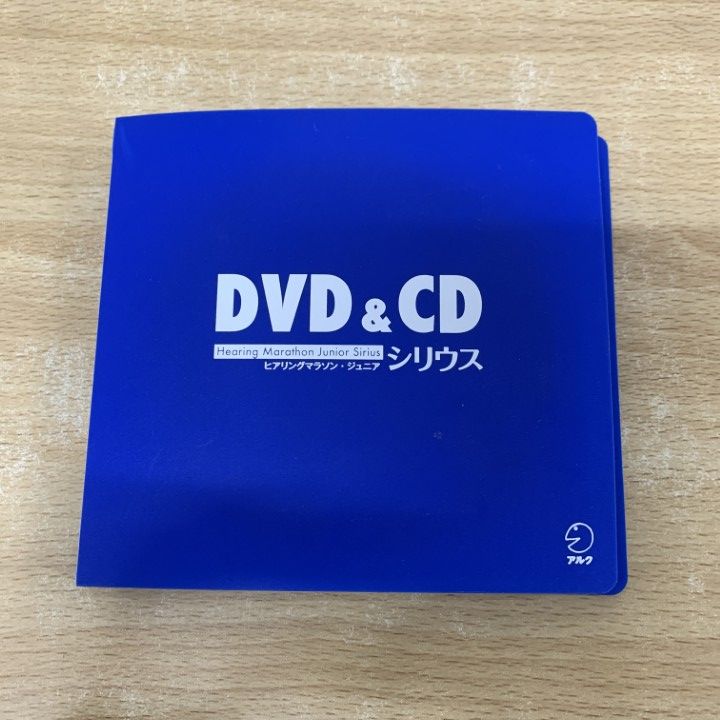 DVD & CD
Hearing Marathon Junior Sirius
ヒアリングマラソン・ジュニア シリウス
アルク